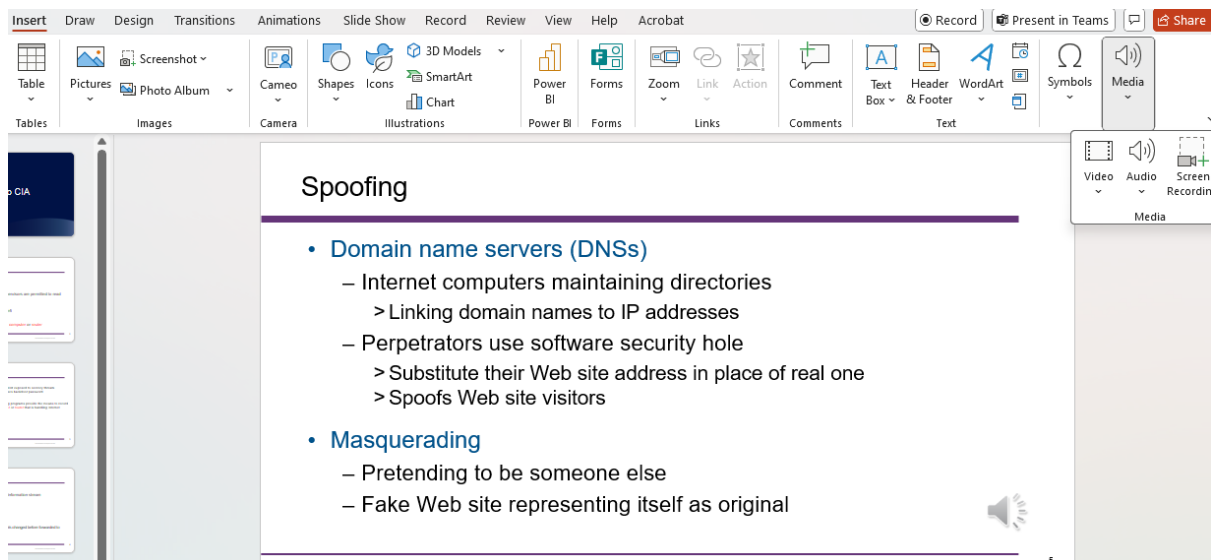 Insert Draw Design Transitions Animations Slide Show Record Review View Help Acrobat Record Present in Teams Share
Table
Pictures
Screenshot
Photo Album
Cameo
Shapes
Icons
3D Models
SmartArt
Chart
Power BI
Forms
Zoom
Link
Action
Comment
Text Box
Header & Footer
WordArt
Symbols
Media
Tables Images Camera Illustrations Power BI Forms Links Comments Text
Video
Audio
Screen
Media
CIA
Spoofing
• Domain name servers (DNSs)
– Internet computers maintaining directories
> Linking domain names to IP addresses
– Perpetrators use software security hole
> Substitute their Web site address in place of real one
> Spoofs Web site visitors
• Masquerading
– Pretending to be someone else
– Fake Web site representing itself as original